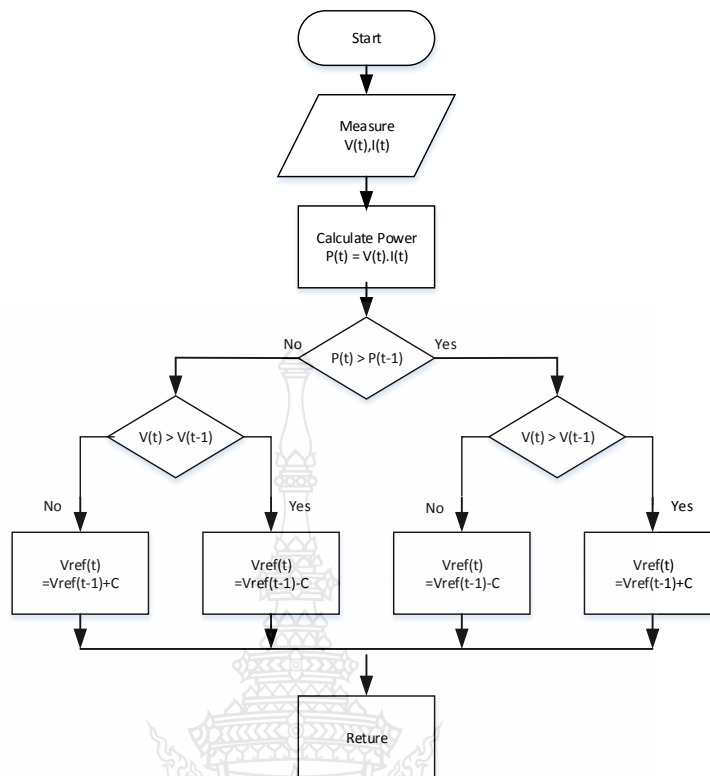 Start
Measure
V(t),I(t)
Calculate Power
P(t) = V(t).I(t)
No
P(t) > P(t-1)
Yes
V(t) > V(t-1)
V(t) > V(t-1)
No
Yes
No
Yes
Vref(t)
=Vref(t-1)+C
Vref(t)
=Vref(t-1)-C
Vref(t)
=Vref(t-1)-C
Vref(t)
=Vref(t-1)+C
Reture